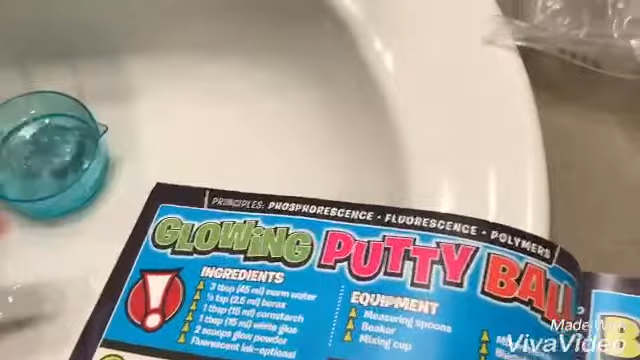 PRINCIPLES: PHOSPHORESCENCE • FLUORESCENCE • POLYMERS
GLOWING PUTTY BALL
INGREDIENTS
3 tbsp (45 ml) warm water
½ tsp (2.5 ml) borax
1 tbsp (15 ml) cornstarch
1 tbsp (15 ml) white glue
2 scoops glow powder
Fluorescent ink-optional
EQUIPMENT
Measuring spoons
Beaker
Mixing cup
Made With
VivaVideo